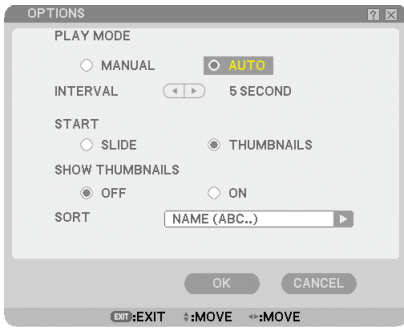 OPTIONS
PLAY MODE
MANUAL AUTO
INTERVAL 5 SECOND
START
SLIDE THUMBNAILS
SHOW THUMBNAILS
OFF ON
SORT NAME (ABC..)
OK CANCEL
EXIT :EXIT :MOVE :MOVE